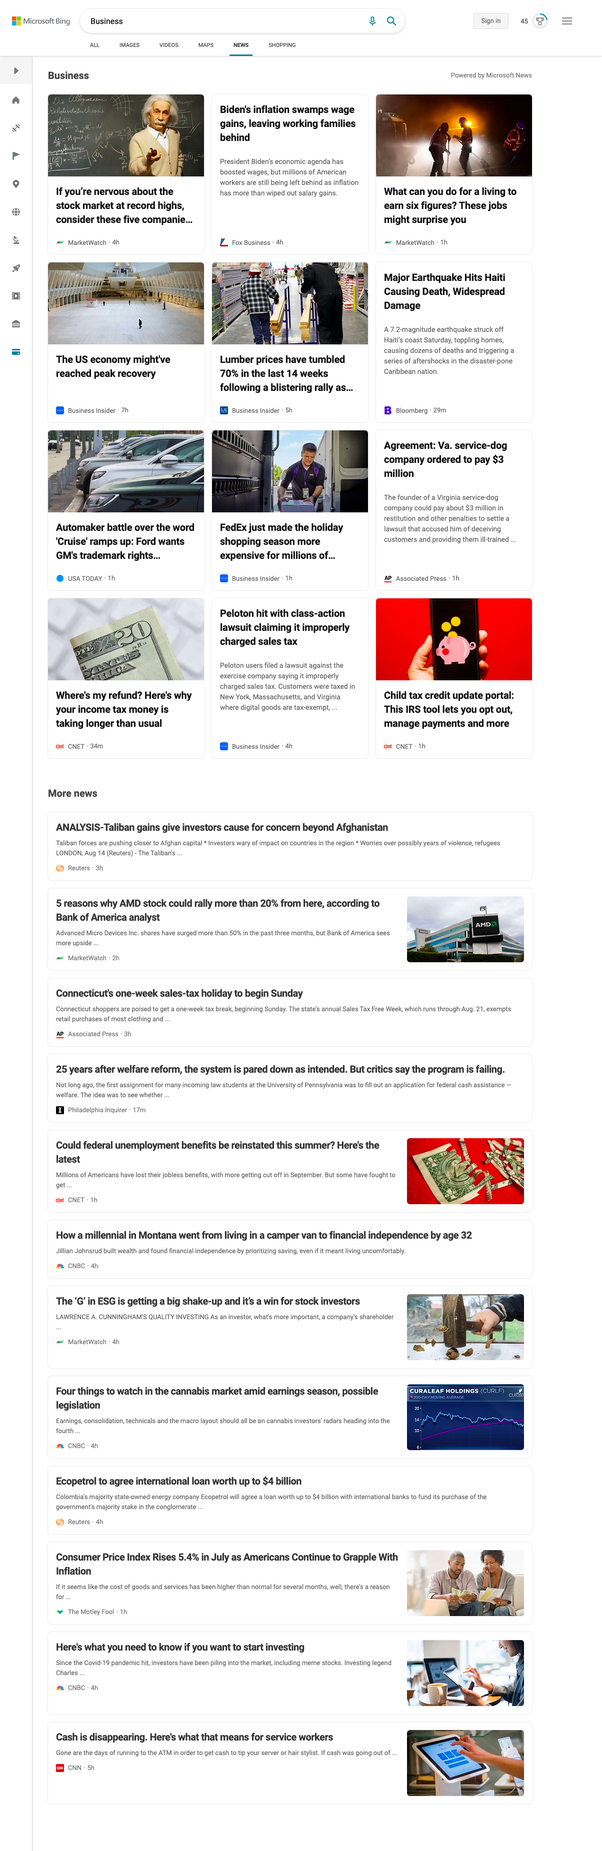 Microsoft Bing
Business
Sign in
45
ALL
IMAGES
VIDEOS
MAPS
NEWS
SHOPPING
Business
Powered by Microsoft News
If you're nervous about the
stock market at record highs,
consider these five companie...
MarketWatch · 4h
Biden's inflation swamps wage
gains, leaving working families
behind
President Biden's economic agenda has
boosted wages, but millions of American
workers are still being left behind as inflation
has more than wiped out salary gains.
Fox Business · 4h
What can you do for a living to
earn six figures? These jobs
might surprise you
MarketWatch · 1h
The US economy might've
reached peak recovery
Business Insider · 7h
Lumber prices have tumbled
70% in the last 14 weeks
following a blistering rally as...
Business Insider · 5h
Major Earthquake Hits Haiti
Causing Death, Widespread
Damage
A 7.2-magnitude earthquake struck off
Haiti's coast Saturday, toppling homes,
causing dozens of deaths and triggering a
series of aftershocks in the disaster-prone
Caribbean nation.
Bloomberg · 29m
Automaker battle over the word
'Cruise' ramps up: Ford wants
GM's trademark rights...
USA TODAY · 1h
FedEx just made the holiday
shopping season more
expensive for millions of...
Business Insider · 1h
Agreement: Va. service-dog
company ordered to pay $3
million
The founder of a Virginia service-dog
company could pay about $3 million in
restitution and other penalties to settle a
lawsuit that accused him of deceiving
customers and providing them ill-trained ...
Associated Press · 1h
Where's my refund? Here's why
your income tax money is
taking longer than usual
CNET · 34m
Peloton hit with class-action
lawsuit claiming it improperly
charged sales tax
Peloton users filed a lawsuit against the
exercise company saying it improperly
charged sales tax. Customers were taxed in
New York, Massachusetts, and Virginia
where digital goods are tax-exempt, ...
Business Insider · 4h
Child tax credit update portal:
This IRS tool lets you opt out,
manage payments and more
CNET · 1h
More news
ANALYSIS-Taliban gains give investors cause for concern beyond Afghanistan
Taliban forces are pushing closer to Afghan capital * Investors wary of impact on countries in the region * Worries over possibly years of violence, refugees
LONDON, Aug 14 (Reuters) - The Taliban's ...
Reuters · 3h
5 reasons why AMD stock could rally more than 20% from here, according to
Bank of America analyst
Advanced Micro Devices Inc. shares have surged more than 50% in the past three months, but Bank of America sees
more upside ...
MarketWatch · 2h
AMD
Connecticut's one-week sales-tax holiday to begin Sunday
Connecticut shoppers are poised to get a one-week tax break, beginning Sunday. The state's annual Sales Tax Free Week, which runs through Aug. 21, exempts
retail purchases of most clothing and ...
Associated Press · 3h
25 years after welfare reform, the system is pared down as intended. But critics say the program is failing.
Not long ago, the first assignment for many incoming law students at the University of Pennsylvania was to fill out an application for federal cash assistance —
welfare. The idea was to see whether ...
Philadelphia Inquirer · 17m
Could federal unemployment benefits be reinstated this summer? Here's the
latest
Millions of Americans have lost their jobless benefits, with more getting cut off in September. But some have fought to
get ...
CNET · 1h
How a millennial in Montana went from living in a camper van to financial independence by age 32
Jillian Johnsrud built wealth and found financial independence by prioritizing saving, even if it meant living uncomfortably.
CNBC · 4h
The 'G' in ESG is getting a big shake-up and it's a win for stock investors
LAWRENCE A. CUNNINGHAM'S QUALITY INVESTING As an investor, what's more important, a company's shareholder
...
MarketWatch · 4h
Four things to watch in the cannabis market amid earnings season, possible
legislation
Earnings, consolidation, technicals and the macro layout should all be on cannabis investors' radars heading into the
fourth ...
CNBC · 4h
CURALEAF HOLDINGS (CURLF)
Ecopetrol to agree international loan worth up to $4 billion
Colombia's majority state-owned energy company Ecopetrol will agree a loan worth up to $4 billion with international banks to fund its purchase of the
government's majority stake in the conglomerate ...
Reuters · 4h
Consumer Price Index Rises 5.4% in July as Americans Continue to Grapple With
Inflation
If it seems like the cost of goods and services has been higher than normal for several months, well, there's a reason
for ...
The Motley Fool · 1h
Here's what you need to know if you want to start investing
Since the Covid-19 pandemic hit, investors have been piling into the market, including meme stocks. Investing legend
Charles ...
CNBC · 4h
Cash is disappearing. Here's what that means for service workers
Gone are the days of running to the ATM in order to get cash to tip your server or hair stylist. If cash was going out of ...
CNN · 5h